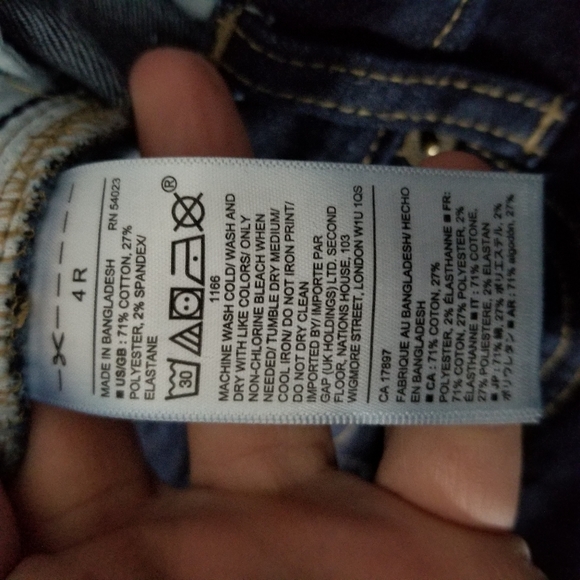 4 R
MADE IN BANGLADESH RN 54023
■ US/GB : 71% COTTON, 27%
POLYESTER, 2% SPANDEX/
ELASTANE
30
®
1166
MACHINE WASH COLD/ WASH AND
DRY WITH LIKE COLORS/ ONLY
NON-CHLORINE BLEACH WHEN
NEEDED/ TUMBLE DRY MEDIUM/
COOL IRON/ DO NOT IRON PRINT/
DO NOT DRY CLEAN
IMPORTED BY/ IMPORTE PAR
GAP (UK HOLDINGS) LTD, SECOND
FLOOR, NATIONS HOUSE, 103
WIGMORE STREET, LONDON W1U 1QS
CA 17897
FABRIQUE AU BANGLADESH/ HECHO
EN BANGLADESH
■ CA : 71% COTTON, 27%
POLYESTER, 2% ÉLASTHANNE ■ FR:
71% COTON, 27% POLYESTER, 2%
ÉLASTHANNE ■ IT : 71% COTONE,
27% POLIESTERE, 2% ELASTAN
■ JP : 71% 綿, 27% ポリエステル, 2%
ポリウレタン ■ : 71% algodón, 27%